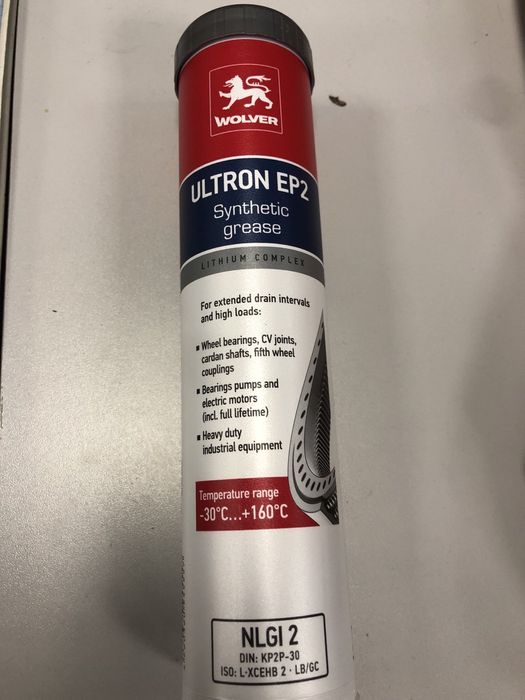 WOLVER
ULTRON EP2
Synthetic
grease
LITHIUM COMPLEX
For extended drain intervals
and high loads:
▪ Wheel bearings, CV joints,
cardan shafts, fifth wheel
couplings
▪ Bearings pumps and
electric motors
(incl. full lifetime)
▪ Heavy duty
industrial equipment
Temperature range
-30°C...+160°C
NLGI 2
DIN: KP2P-30
ISO: L-XCEHB 2 · LB/GC